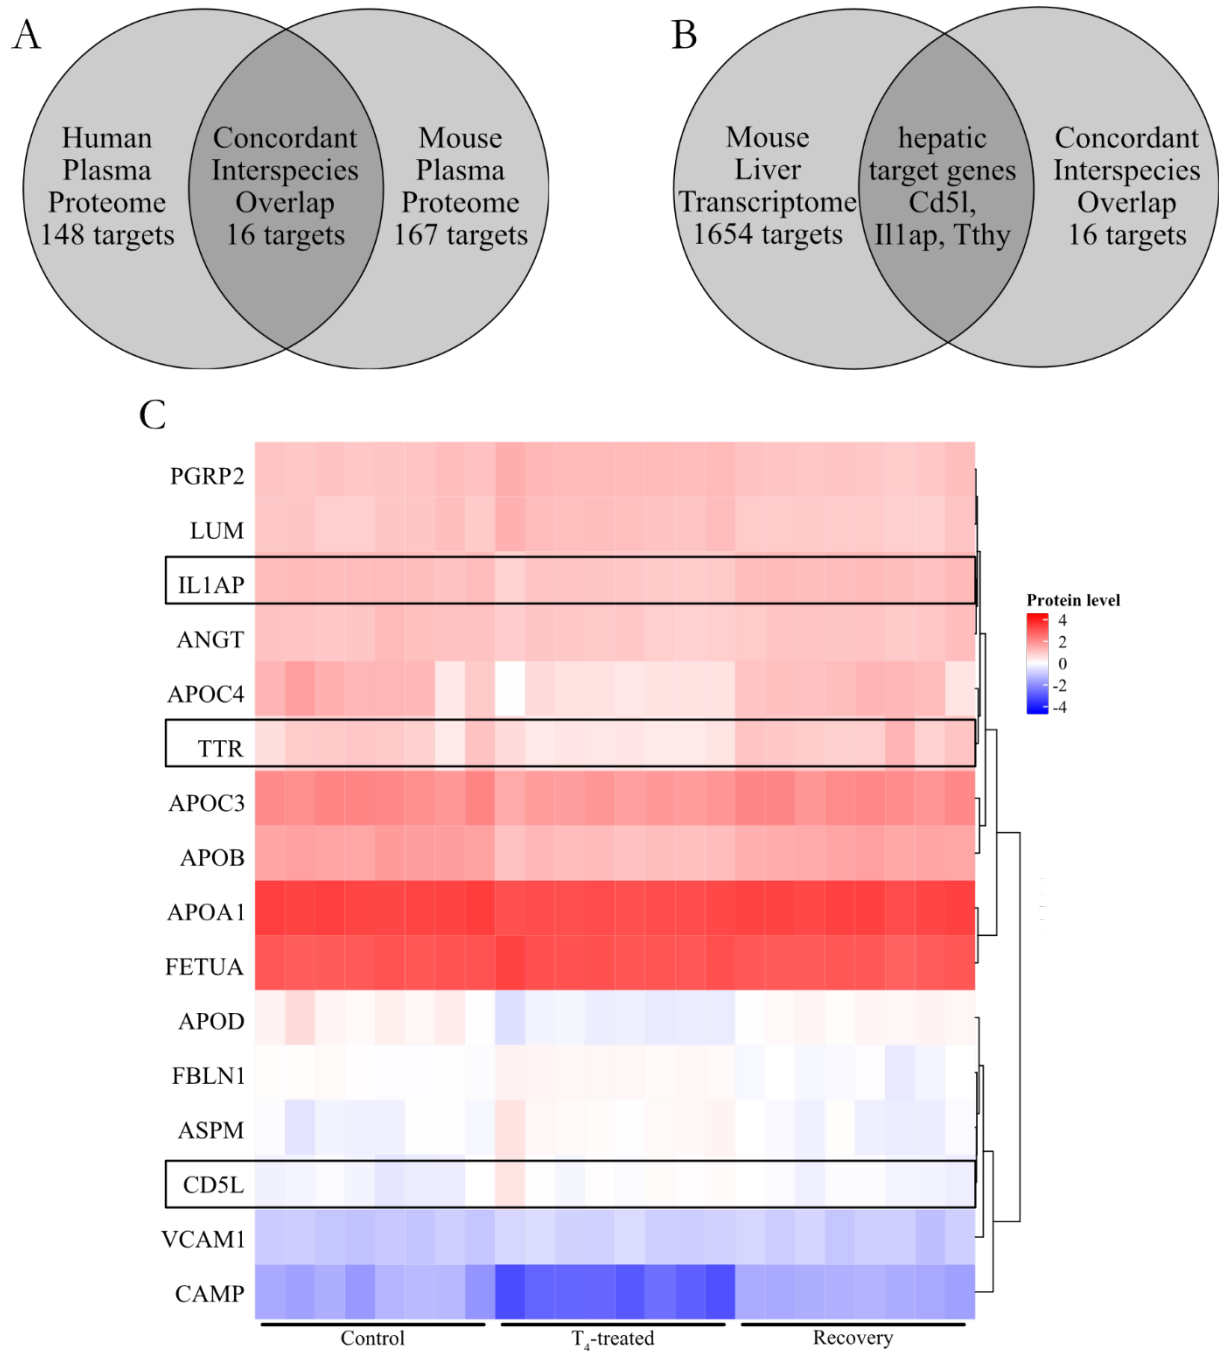 A
Human
Plasma
Proteome
148 targets
Concordant
Interspecies
Overlap
16 targets
Mouse
Plasma
Proteome
167 targets
B
Mouse
Liver
Transcriptome
1654 targets
hepatic
target genes
Cd5l,
Il1ap, Tthy
Concordant
Interspecies
Overlap
16 targets
C
PGRP2
LUM
IL1AP
ANGT
APOC4
TTR
APOC3
APOB
APOA1
FETUA
APOD
FBLN1
ASPM
CD5L
VCAM1
CAMP
Protein level
4
2
0
-2
-4
Control
T₄-treated
Recovery